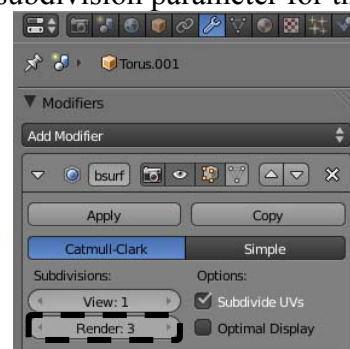 subdivision parameter for th
Torus.001
Modifiers
Add Modifier
bsurf
Apply Copy
Catmull-Clark Simple
Subdivisions: Options:
View: 1 Subdivide UVs
Render: 3 Optimal Display